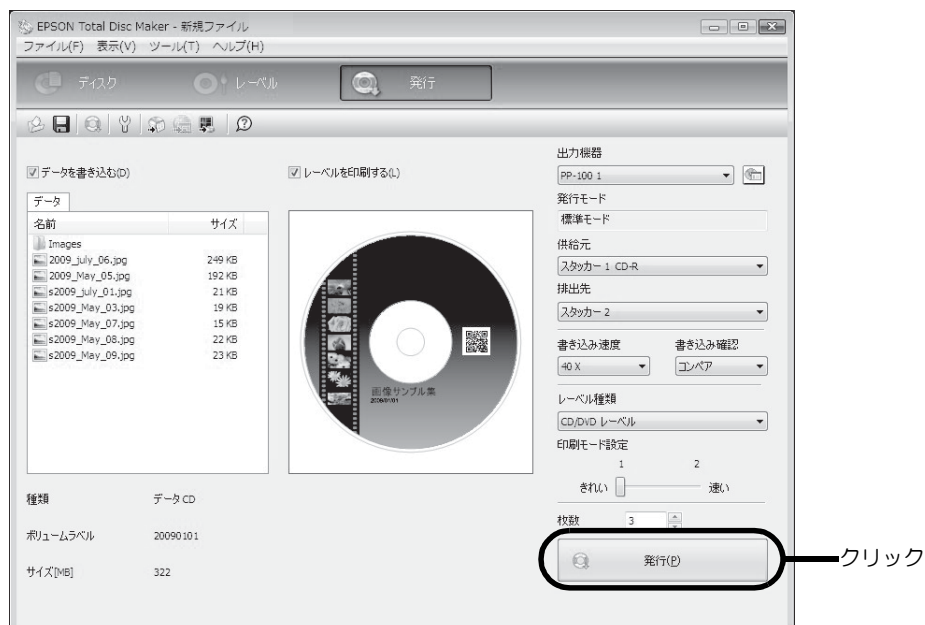 EPSON Total Disc Maker - 新規ファイル
ファイル(F) 表示(V) ツール(T) ヘルプ(H)
ディスク レーベル 発行
データを書き込む(D)
データ
名前 サイズ
Images
2009_july_06.jpg 249 KB
2009_May_05.jpg 192 KB
s2009_july_01.jpg 21 KB
s2009_May_03.jpg 19 KB
s2009_May_07.jpg 15 KB
s2009_May_08.jpg 22 KB
s2009_May_09.jpg 23 KB
種類 データ CD
ボリュームラベル 20090101
サイズ[MB] 322
レーベルを印刷する(L)
画像サンプル集
2009/01/01
出力機器
PP-100 1
発行モード
標準モード
供給元
スタッカー 1 CD-R
排出先
スタッカー 2
書き込み速度 書き込み確認
40 X コンペア
レーベル種類
CD/DVD レーベル
印刷モード設定
1 2
きれい 速い
枚数 3
発行(P)
クリック